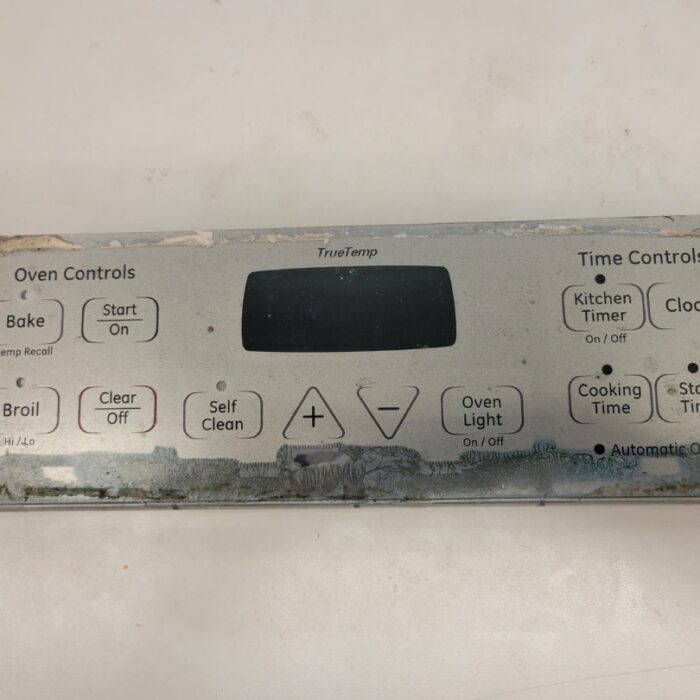 TrueTemp
Oven Controls
Time Controls
Bake
Start
On
Kitchen
Timer
On / Off
Recall
Broil
Hi / Lo
Clear
Off
Self
Clean
+
−
Oven
Light
On / Off
Cooking
Time
Automatic